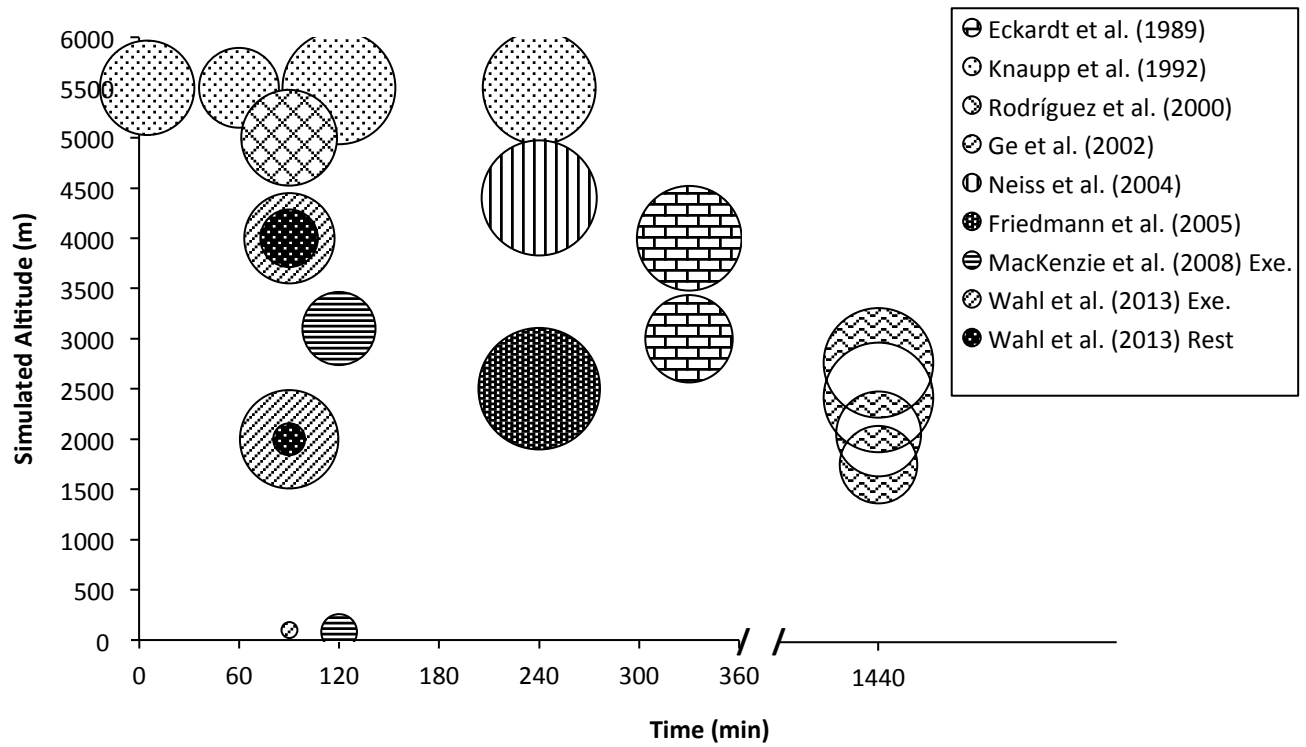 6000
5500
5000
4500
4000
3500
3000
2500
2000
1500
1000
500
0
Simulated Altitude (m)
0 60 120 180 240 300 360 1440
Time (min)
Eckardt et al. (1989)
Knaupp et al. (1992)
Rodríguez et al. (2000)
Ge et al. (2002)
Neiss et al. (2004)
Friedmann et al. (2005)
MacKenzie et al. (2008) Exe.
Wahl et al. (2013) Exe.
Wahl et al. (2013) Rest